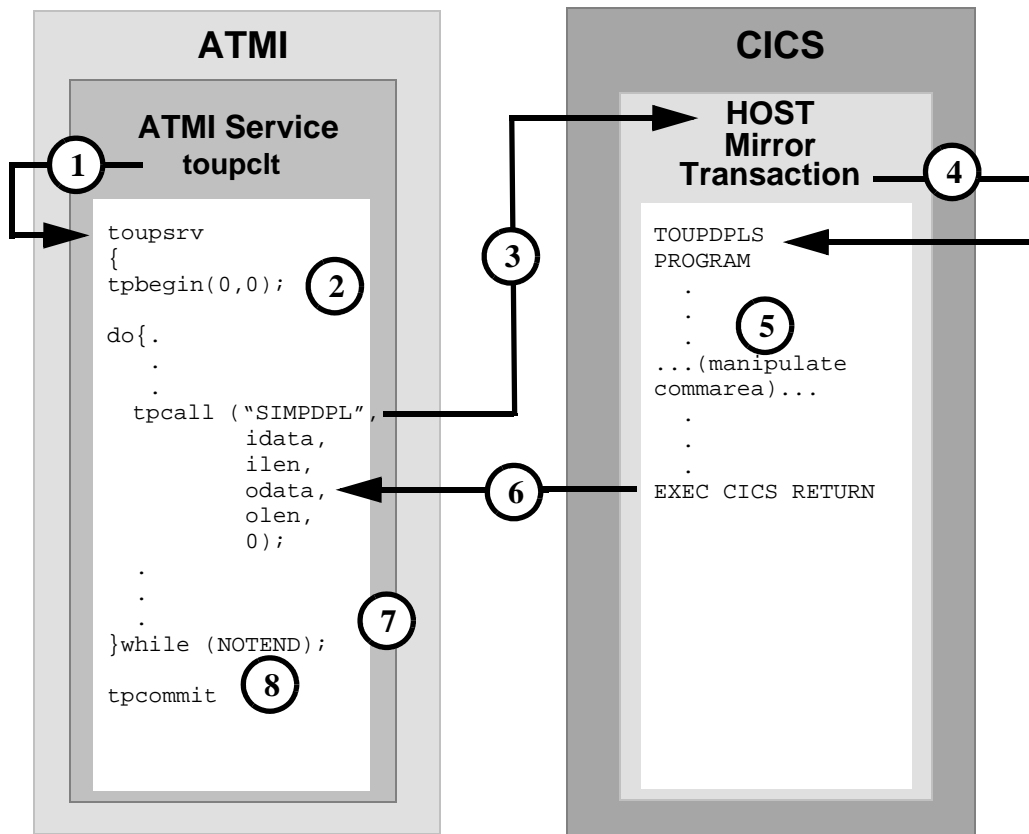 ATMI
ATMI Service
toupclt
1
toupsrv
{
tpbegin(0,0);
2
do{.
.
.
tpcall (“SIMPDPL”,
idata,
ilen,
odata,
olen,
0);
.
.
.
}while (NOTEND);
7
tpcommit
8
3
6
CICS
HOST
Mirror
Transaction
4
TOUPDPLS
PROGRAM
.
.
.
5
...(manipulate
commarea)...
.
.
.
EXEC CICS RETURN